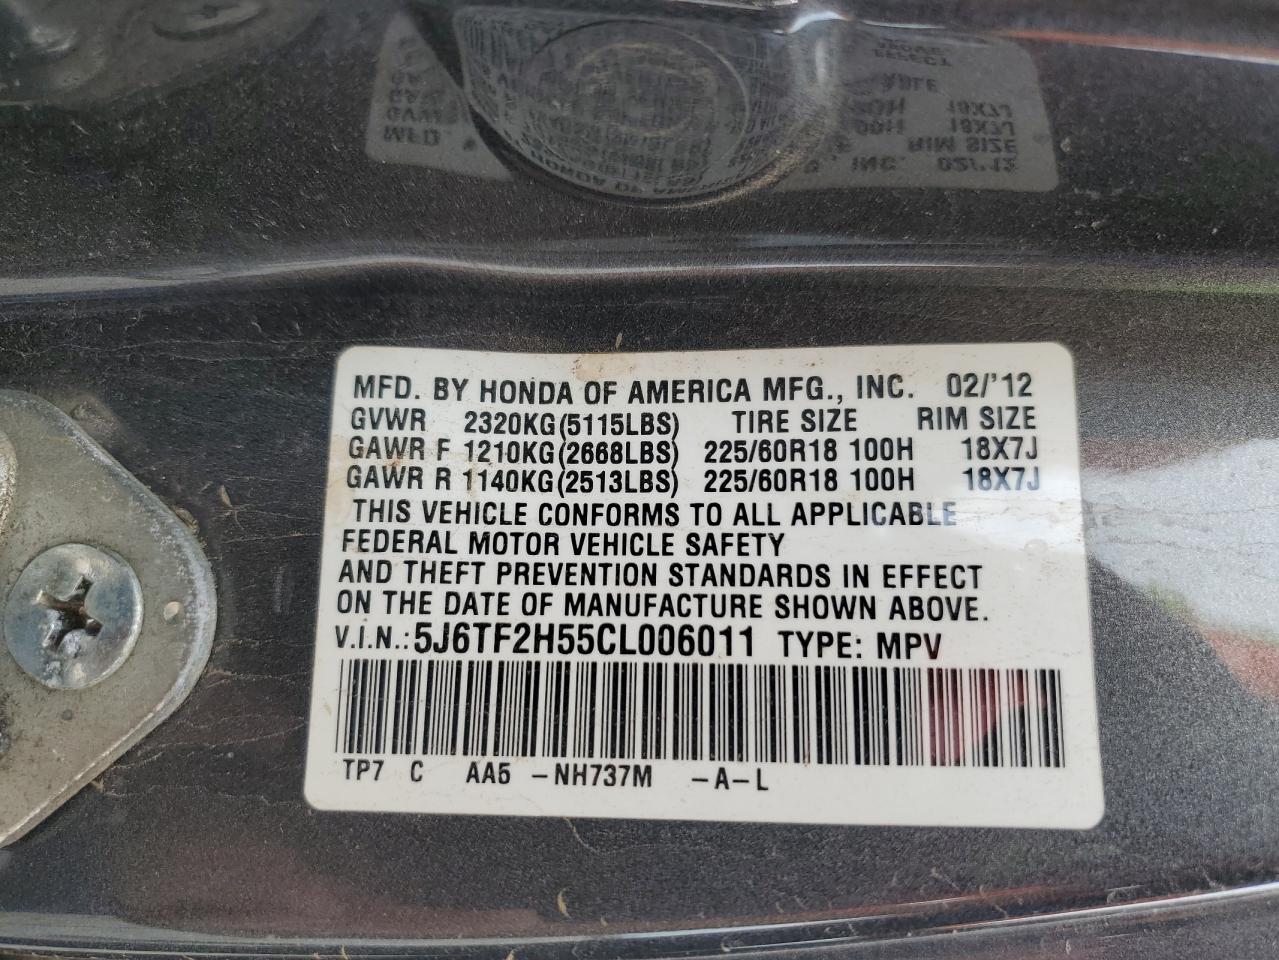 MFD. BY HONDA OF AMERICA MFG., INC. 02/'12
GVWR 2320KG(5115LBS) TIRE SIZE RIM SIZE
GAWR F 1210KG(2668LBS) 225/60R18 100H 18X7J
GAWR R 1140KG(2513LBS) 225/60R18 100H 18X7J
THIS VEHICLE CONFORMS TO ALL APPLICABLE
FEDERAL MOTOR VEHICLE SAFETY
AND THEFT PREVENTION STANDARDS IN EFFECT
ON THE DATE OF MANUFACTURE SHOWN ABOVE.
V.I.N.: 5J6TF2H55CL006011 TYPE: MPV
TP7 C AA5 -NH737M -A-L